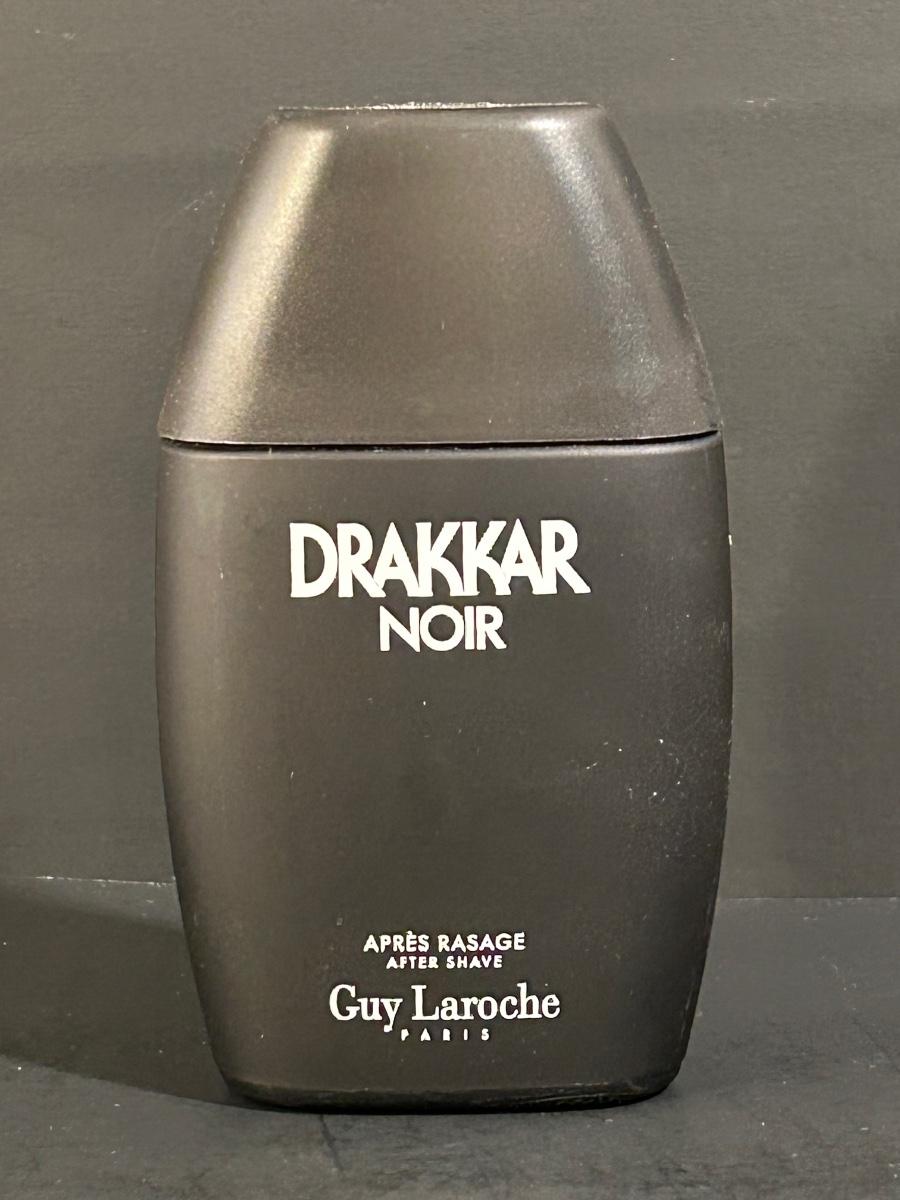 DRAKKAR
NOIR
APRÈS RASAGE
AFTER SHAVE
Guy Laroche
PARIS